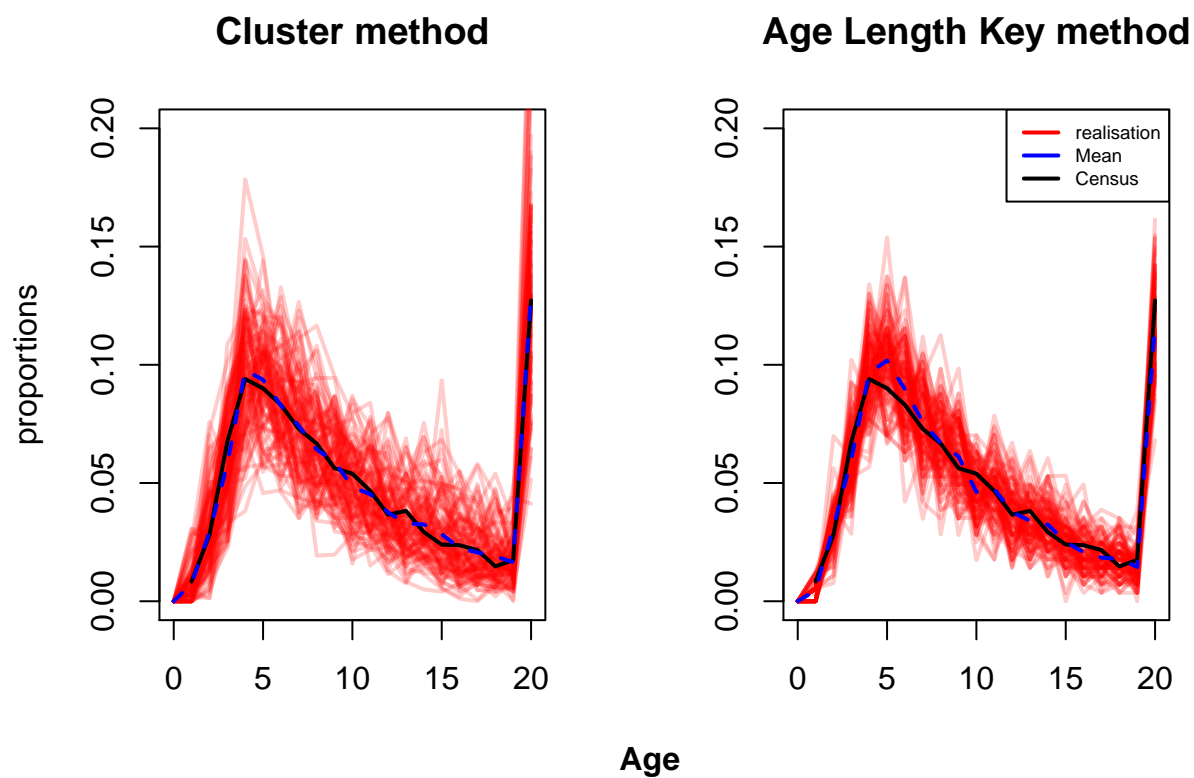 Cluster method
Age Length Key method
proportions
0.00 0.05 0.10 0.15 0.20
0 5 10 15 20
0.00 0.05 0.10 0.15 0.20
0 5 10 15 20
realisation
Mean
Census
Age